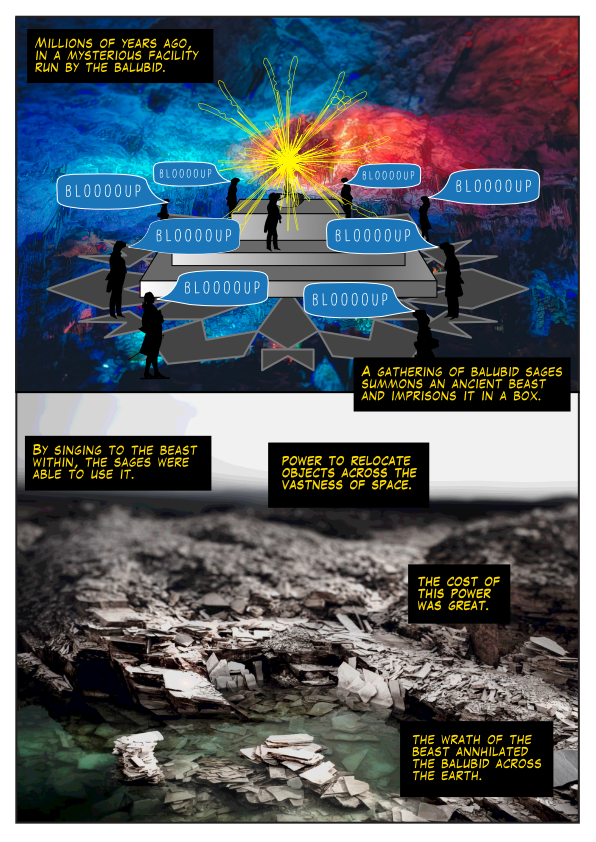 Millions of years ago,
in a mysterious facility
run by the Balubid.
BLOOOOUP
BLOOOOUP
BLOOOOUP
BLOOOOUP
BLOOOOUP
BLOOOOUP
BLOOOOUP
BLOOOOUP
A gathering of Balubid sages
summons an ancient beast
and imprisons it in a box.
By singing to the beast
within, the sages were
able to use it.
power to relocate
objects across the
vastness of space.
the cost of
this power
was great.
the wrath of the
beast annhilated
the balubid across
the earth.